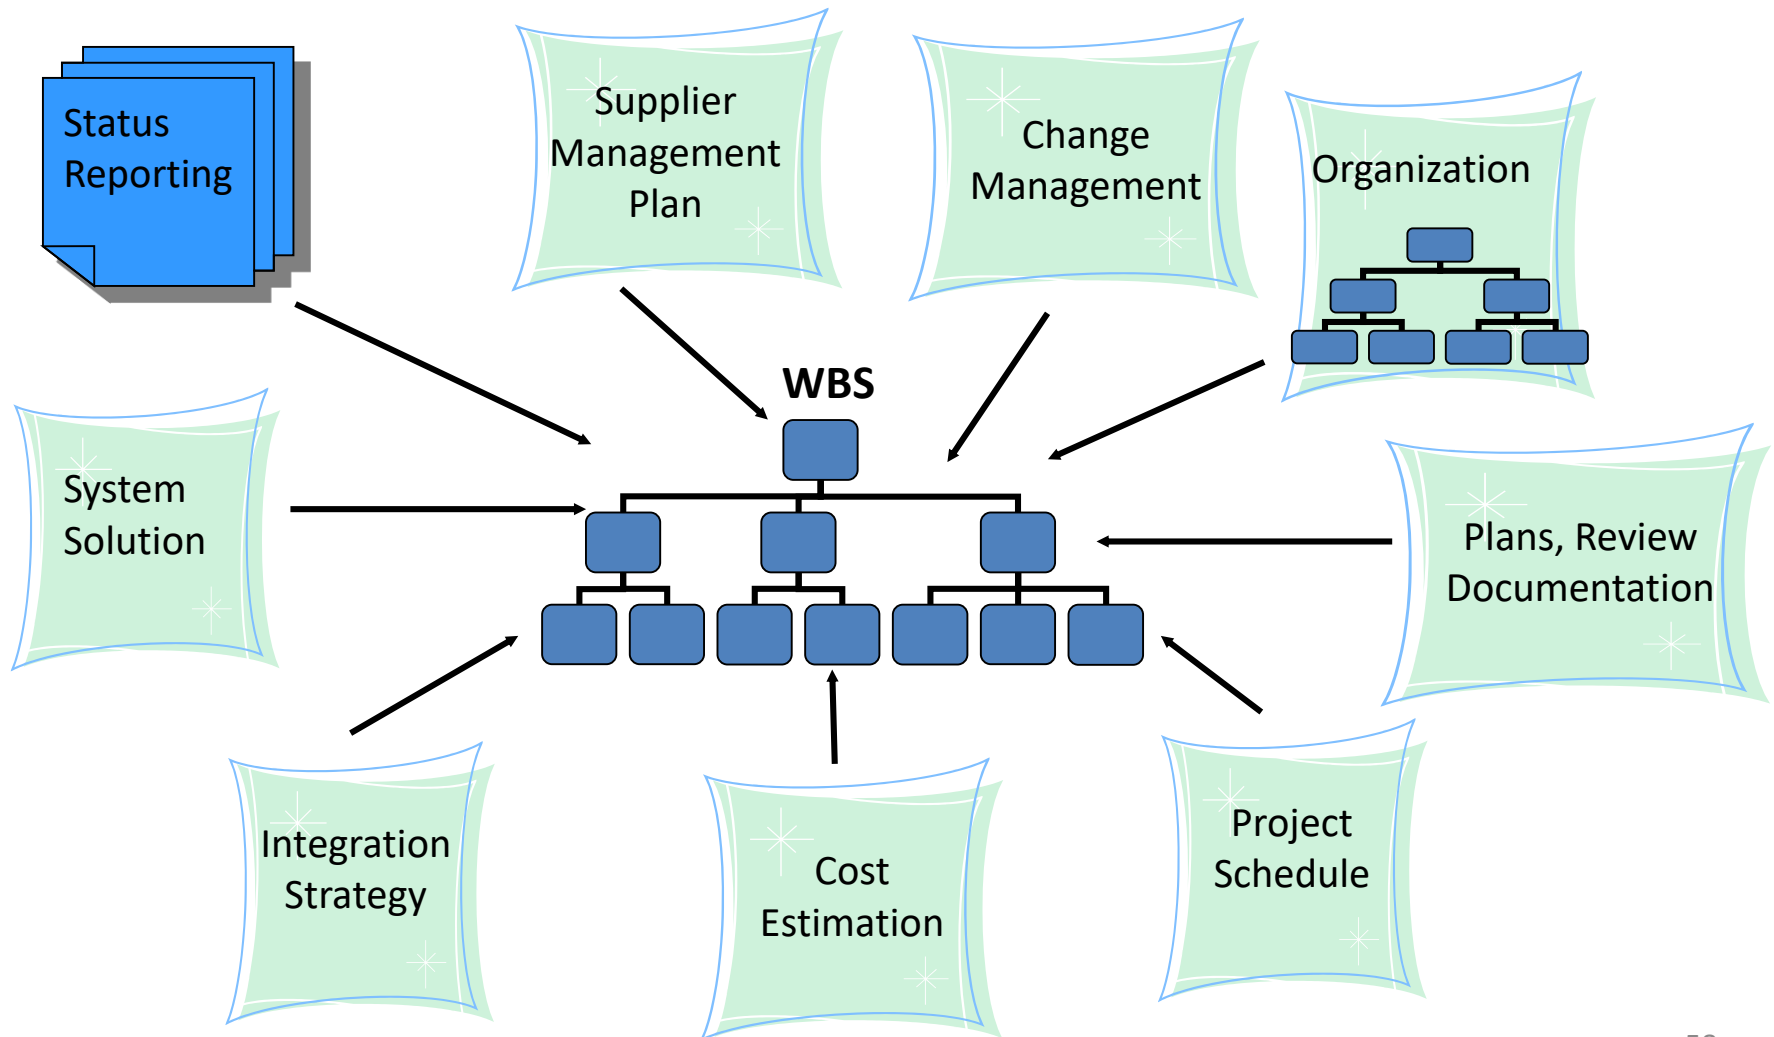 Status
Reporting
Supplier
Management
Plan
Change
Management
Organization
WBS
System
Solution
Plans, Review
Documentation
Integration
Strategy
Cost
Estimation
Project
Schedule